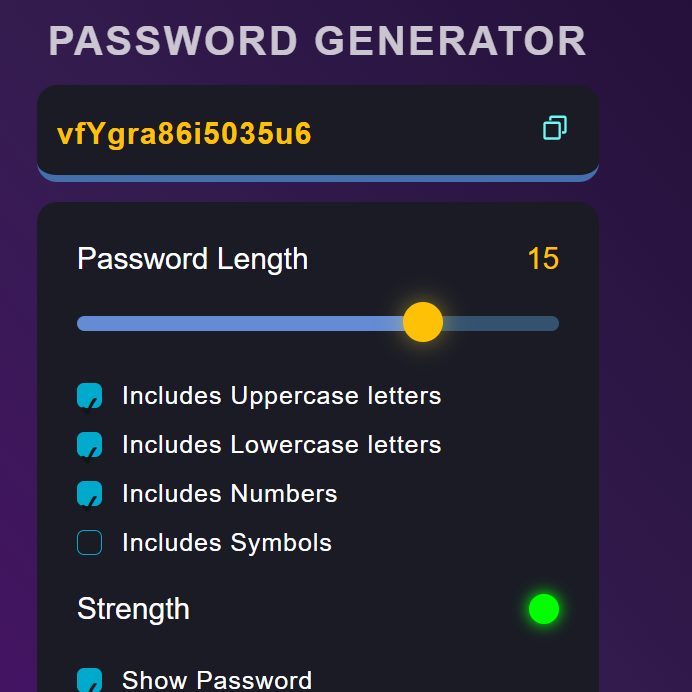 PASSWORD GENERATOR
vfYgra86i5035u6
Password Length 15
Includes Uppercase letters
Includes Lowercase letters
Includes Numbers
Includes Symbols
Strength
Show Password